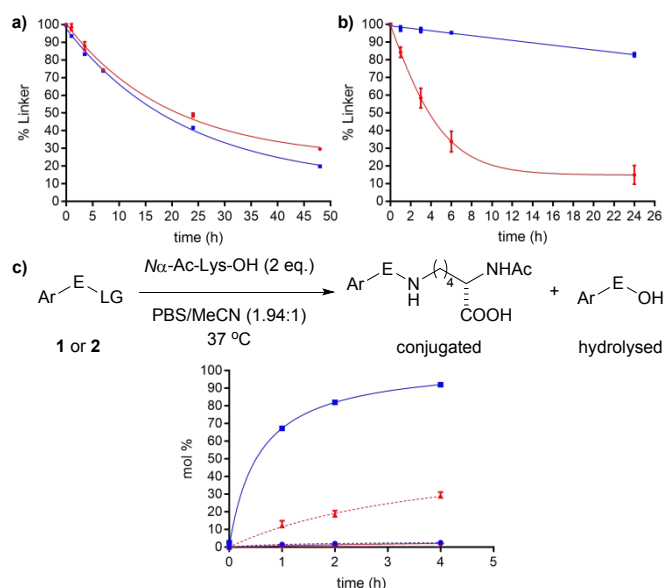 a)
% Linker
100
90
80
70
60
50
40
30
20
10
0
0 5 10 15 20 25 30 35 40 45 50
time (h)
b)
% Linker
100
90
80
70
60
50
40
30
20
10
0
0 2 4 6 8 10 12 14 16 18 20 22 24 26
time (h)
c)
Ar E LG
1 or 2
Nα-Ac-Lys-OH (2 eq.)
PBS/MeCN (1.94:1)
37 °C
Ar E N H ( )4 NHAc COOH
conjugated
+
Ar E OH
hydrolysed
mol %
100
90
80
70
60
50
40
30
20
10
0
0 1 2 3 4 5
time (h)